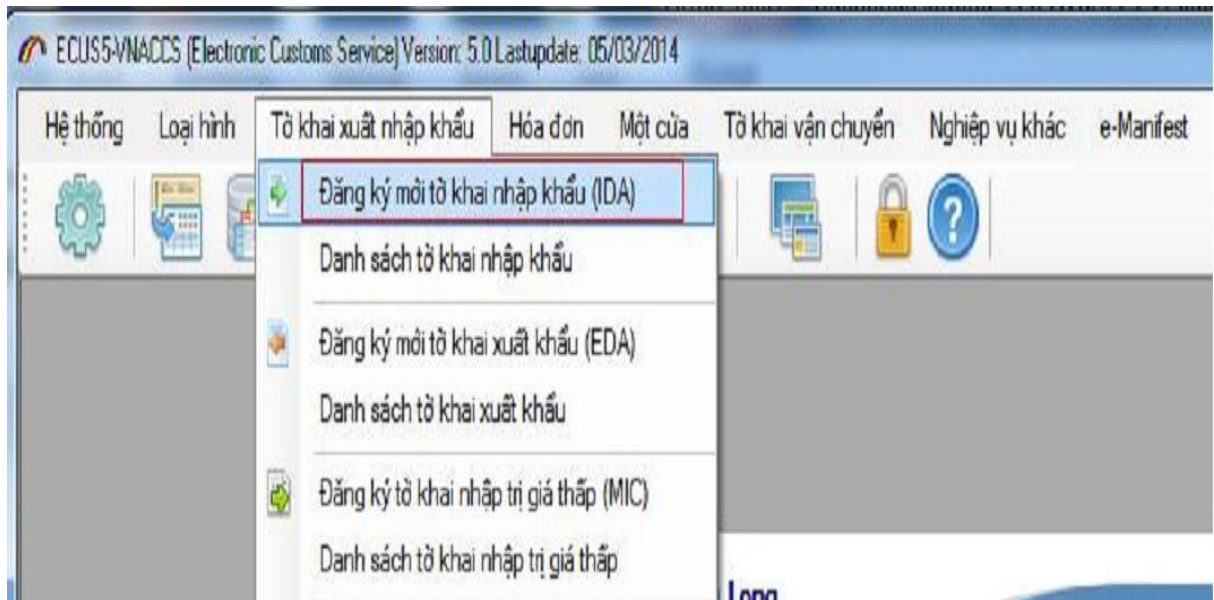 ECUS5-VNACCS (Electronic Customs Service) Version: 5.0 Lastupdate: 05/03/2014
Hệ thống Loại hình Tờ khai xuất nhập khẩu Hóa đơn Một cửa Tờ khai vận chuyển Nghiệp vụ khác e-Manifest
Đăng ký mới tờ khai nhập khẩu (IDA)
Danh sách tờ khai nhập khẩu
Đăng ký mới tờ khai xuất khẩu (EDA)
Danh sách tờ khai xuất khẩu
Đăng ký tờ khai nhập trị giá thấp (MIC)
Danh sách tờ khai nhập trị giá thấp
Long